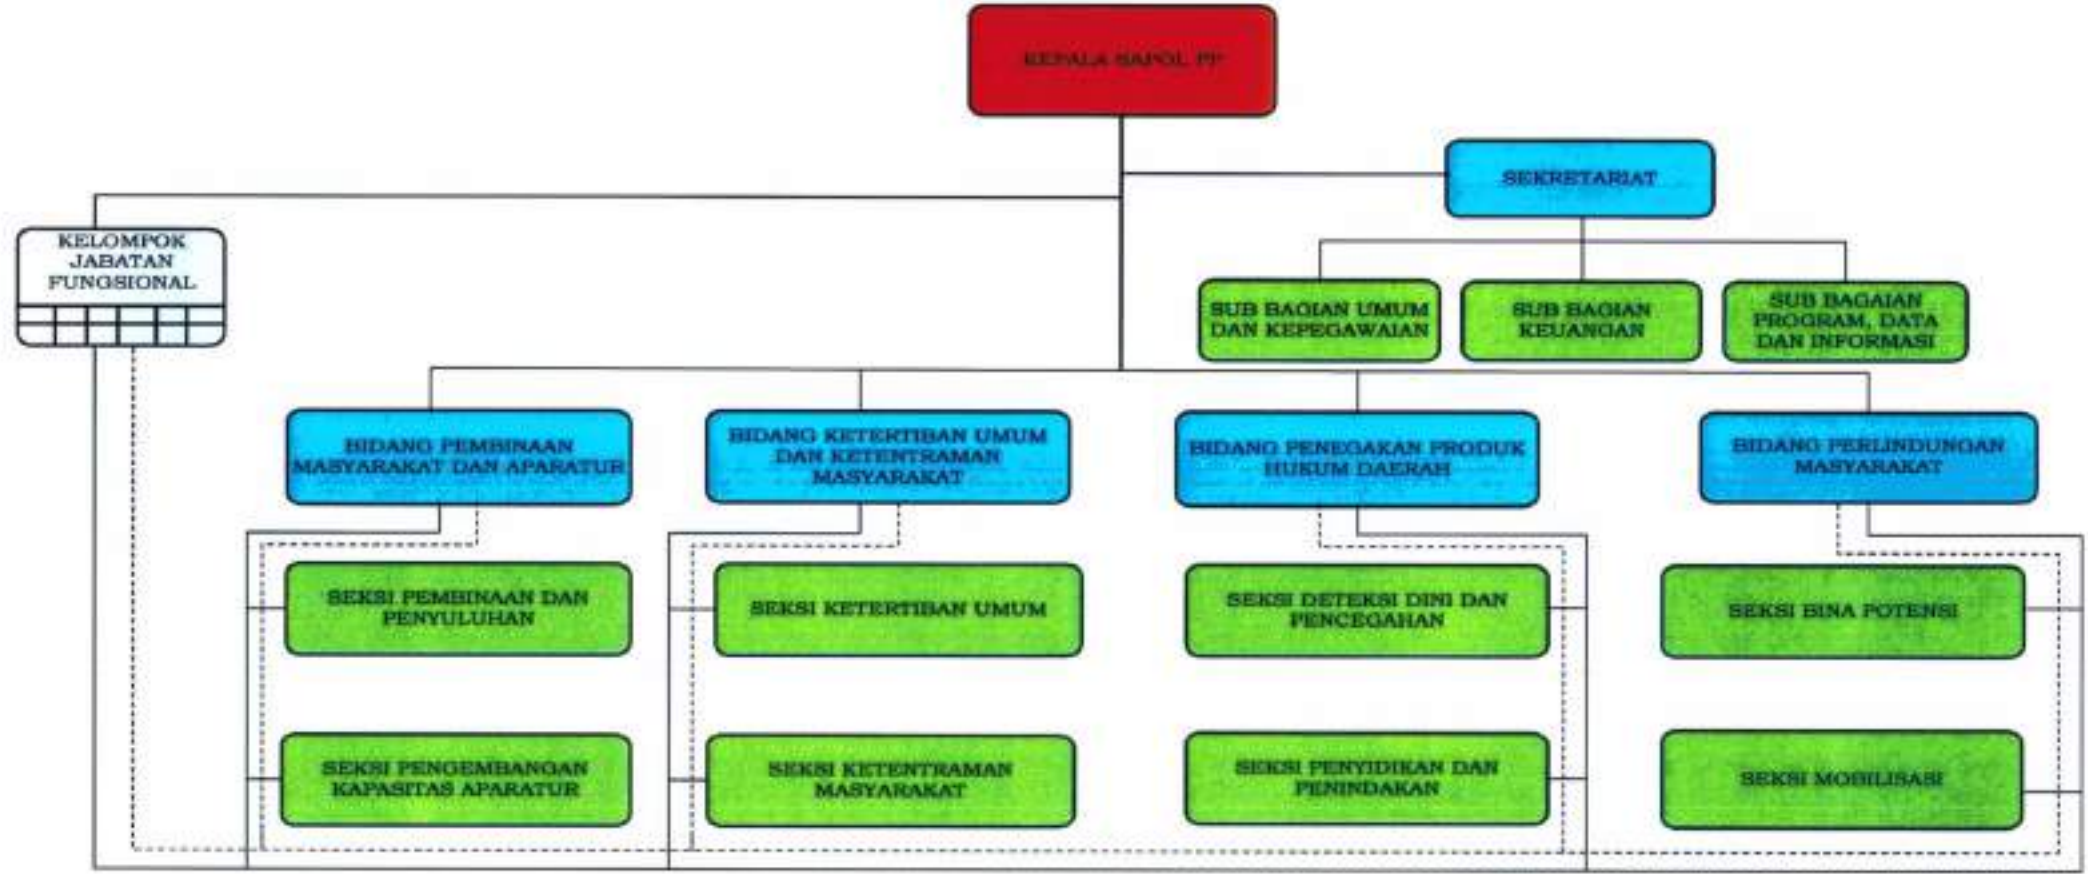 KEPALA SAPOL PP
SEKRETARIAT
KELOMPOK
JABATAN
FUNGSIONAL
SUB BAGIAN UMUM
DAN KEPEGAWAIAN
SUB BAGIAN
KEUANGAN
SUB BAGAIAN
PROGRAM, DATA
DAN INFORMASI
BIDANG PEMBINAAN
MASYARAKAT DAN APARATUR
BIDANG KETERTIBAN UMUM
DAN KETENTRAMAN
MASYARAKAT
BIDANG PENEGAKAN PRODUK
HUKUM DAERAH
BIDANG PERLINDUNGAN
MASYARAKAT
SEKSI PEMBINAAN DAN
PENYULUHAN
SEKSI KETERTIBAN UMUM
SEKSI DETEKSI DINI DAN
PENCEGAHAN
SEKSI BINA POTENSI
SEKSI PENGEMBANGAN
KAPASITAS APARATUR
SEKSI KETENTRAMAN
MASYARAKAT
SEKSI PENYIDIKAN DAN
PENINDAKAN
SEKSI MOBILISASI